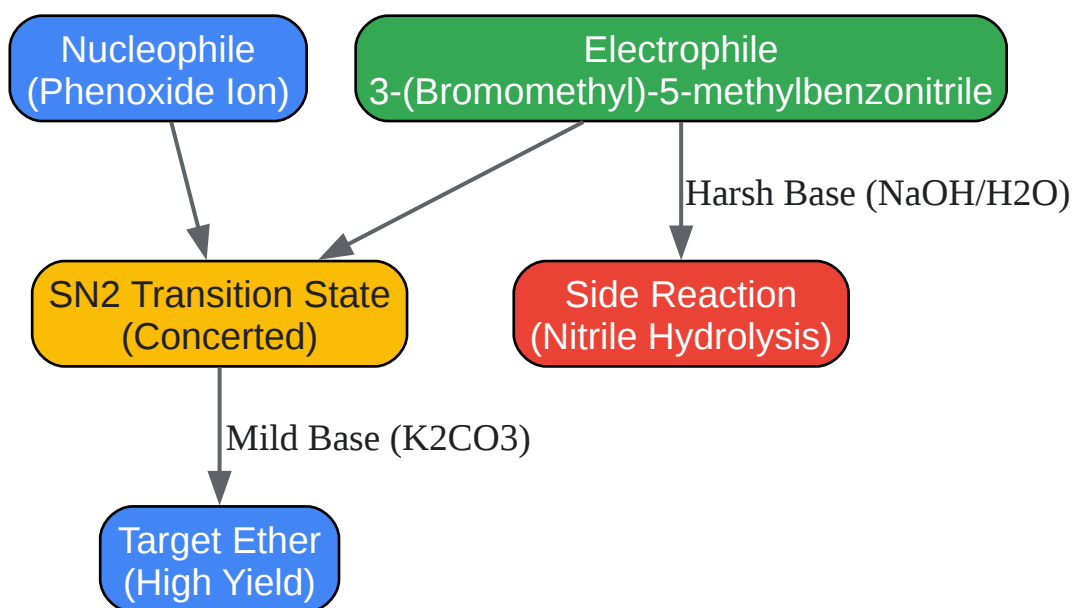 Nucleophile
(Phenoxide Ion)
Electrophile
3-(Bromomethyl)-5-methylbenzonitrile
Harsh Base (NaOH/H2O)
SN2 Transition State
(Concerted)
Side Reaction
(Nitrile Hydrolysis)
Mild Base (K2CO3)
Target Ether
(High Yield)